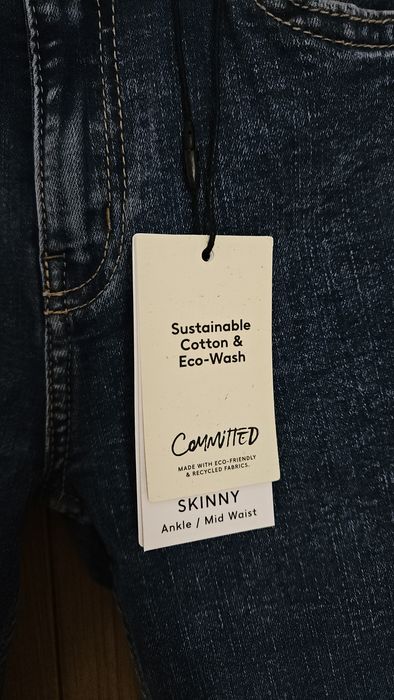 Sustainable
Cotton &
Eco-Wash
COMMITTED
MADE WITH ECO-FRIENDLY
& RECYCLED FABRICS.
SKINNY
Ankle / Mid Waist